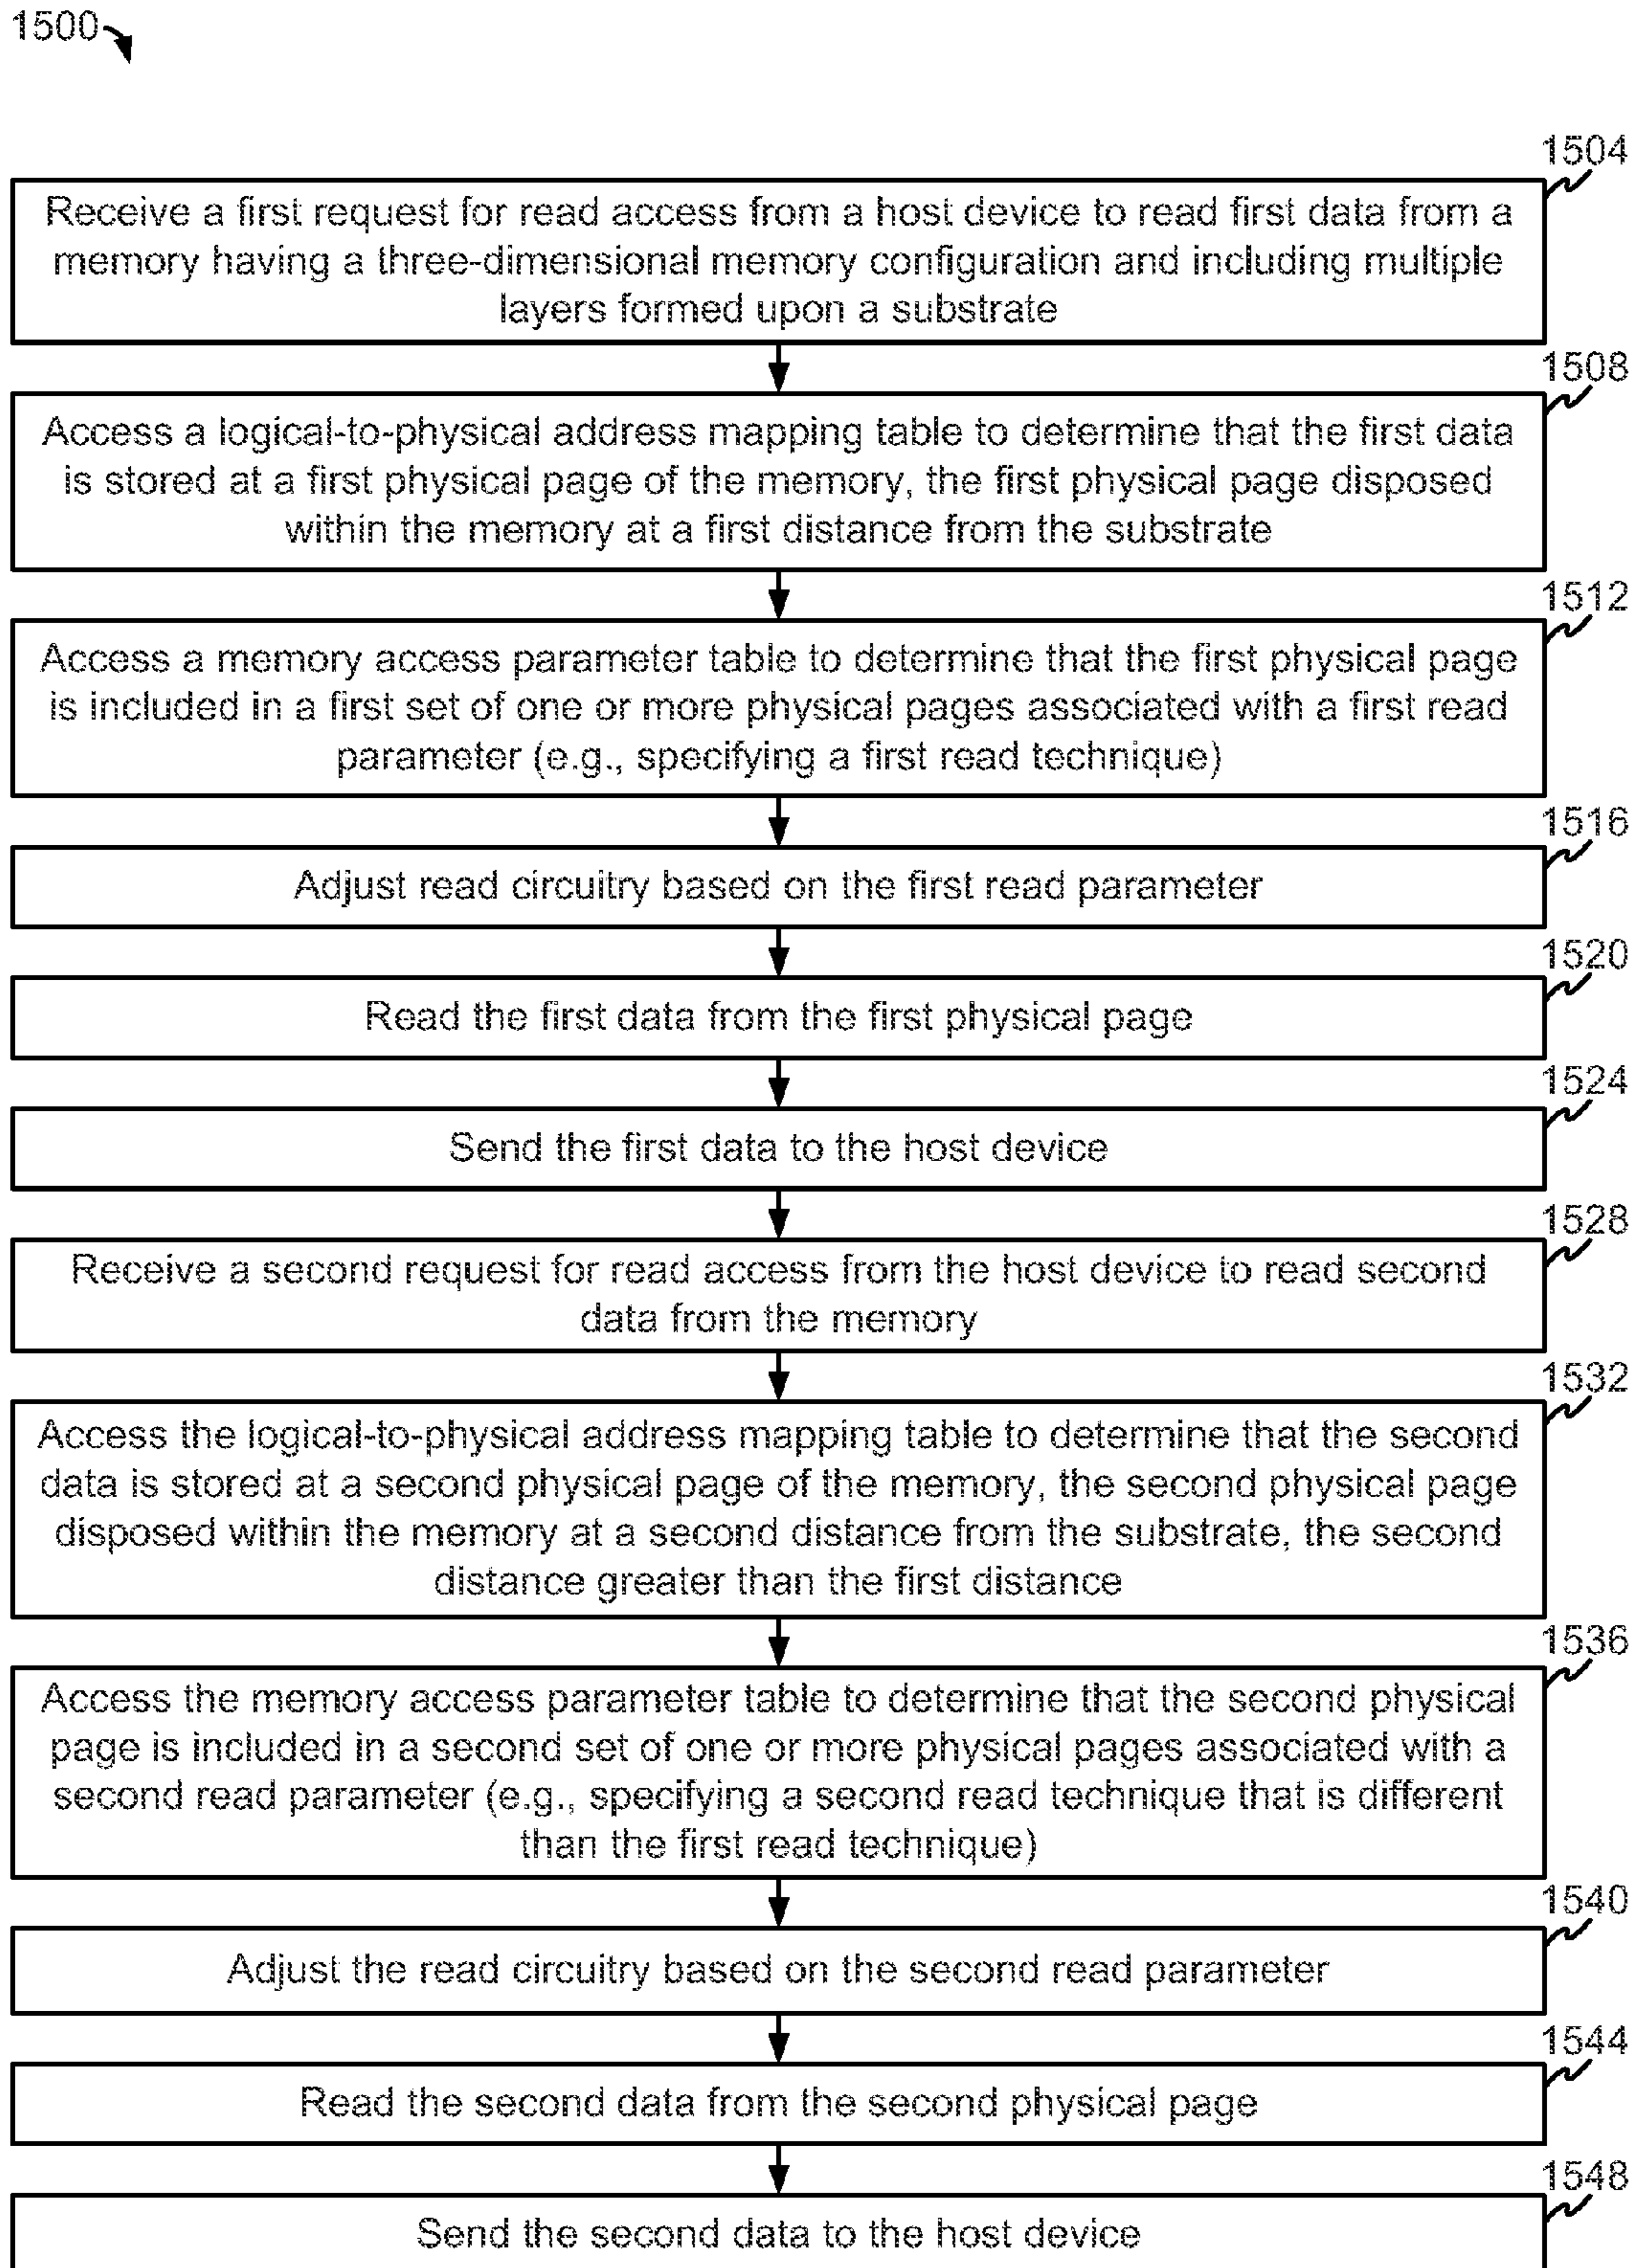 1500
1504
Receive a first request for read access from a host device to read first data from a
memory having a three-dimensional memory configuration and including multiple
layers formed upon a substrate
1508
Access a logical-to-physical address mapping table to determine that the first data
is stored at a first physical page of the memory, the first physical page disposed
within the memory at a first distance from the substrate
1512
Access a memory access parameter table to determine that the first physical page
is included in a first set of one or more physical pages associated with a first read
parameter (e.g., specifying a first read technique)
1516
Adjust read circuitry based on the first read parameter
1520
Read the first data from the first physical page
1524
Send the first data to the host device
1528
Receive a second request for read access from the host device to read second
data from the memory
1532
Access the logical-to-physical address mapping table to determine that the second
data is stored at a second physical page of the memory, the second physical page
disposed within the memory at a second distance from the substrate, the second
distance greater than the first distance
1536
Access the memory access parameter table to determine that the second physical
page is included in a second set of one or more physical pages associated with a
second read parameter (e.g., specifying a second read technique that is different
than the first read technique)
1540
Adjust the read circuitry based on the second read parameter
1544
Read the second data from the second physical page
1548
Send the second data to the host device